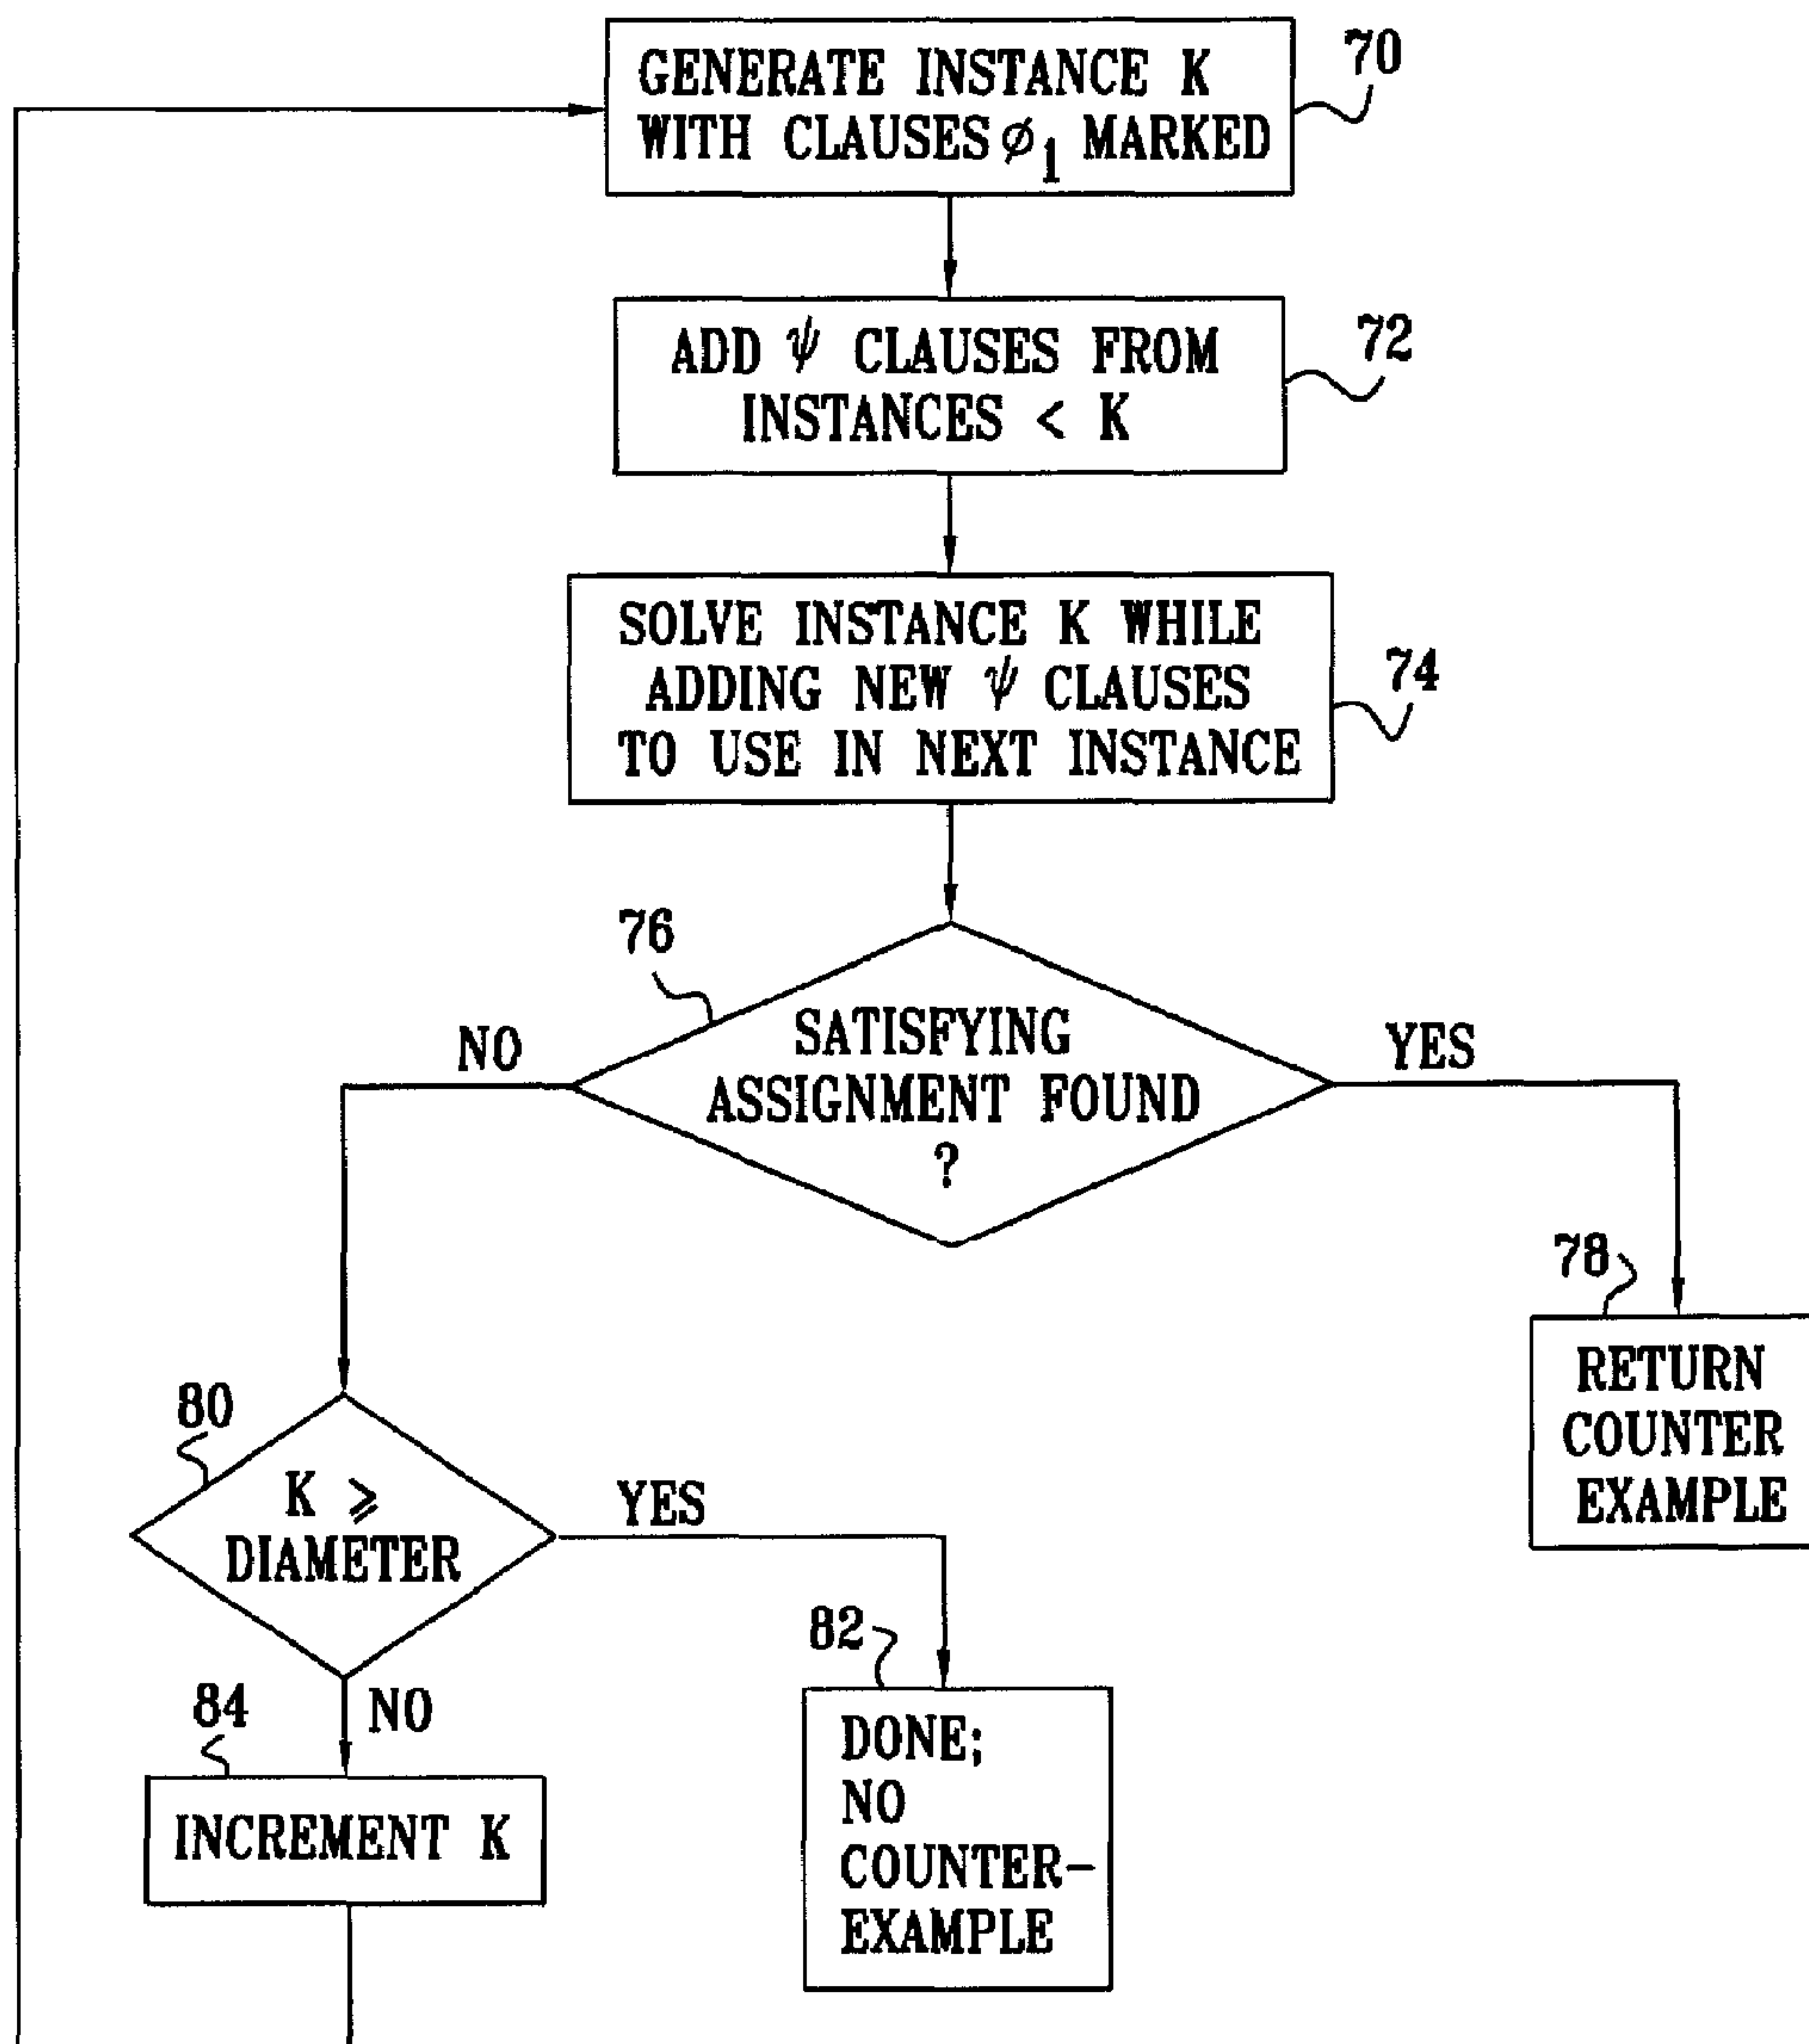 GENERATE INSTANCE K
WITH CLAUSES ø1 MARKED
70
ADD ψ CLAUSES FROM
INSTANCES < K
72
SOLVE INSTANCE K WHILE
ADDING NEW ψ CLAUSES
TO USE IN NEXT INSTANCE
74
76
SATISFYING
ASSIGNMENT FOUND
?
NO
YES
78
RETURN
COUNTER
EXAMPLE
80
K ⩾
DIAMETER
YES
NO
82
DONE;
NO
COUNTER-
EXAMPLE
84
INCREMENT K